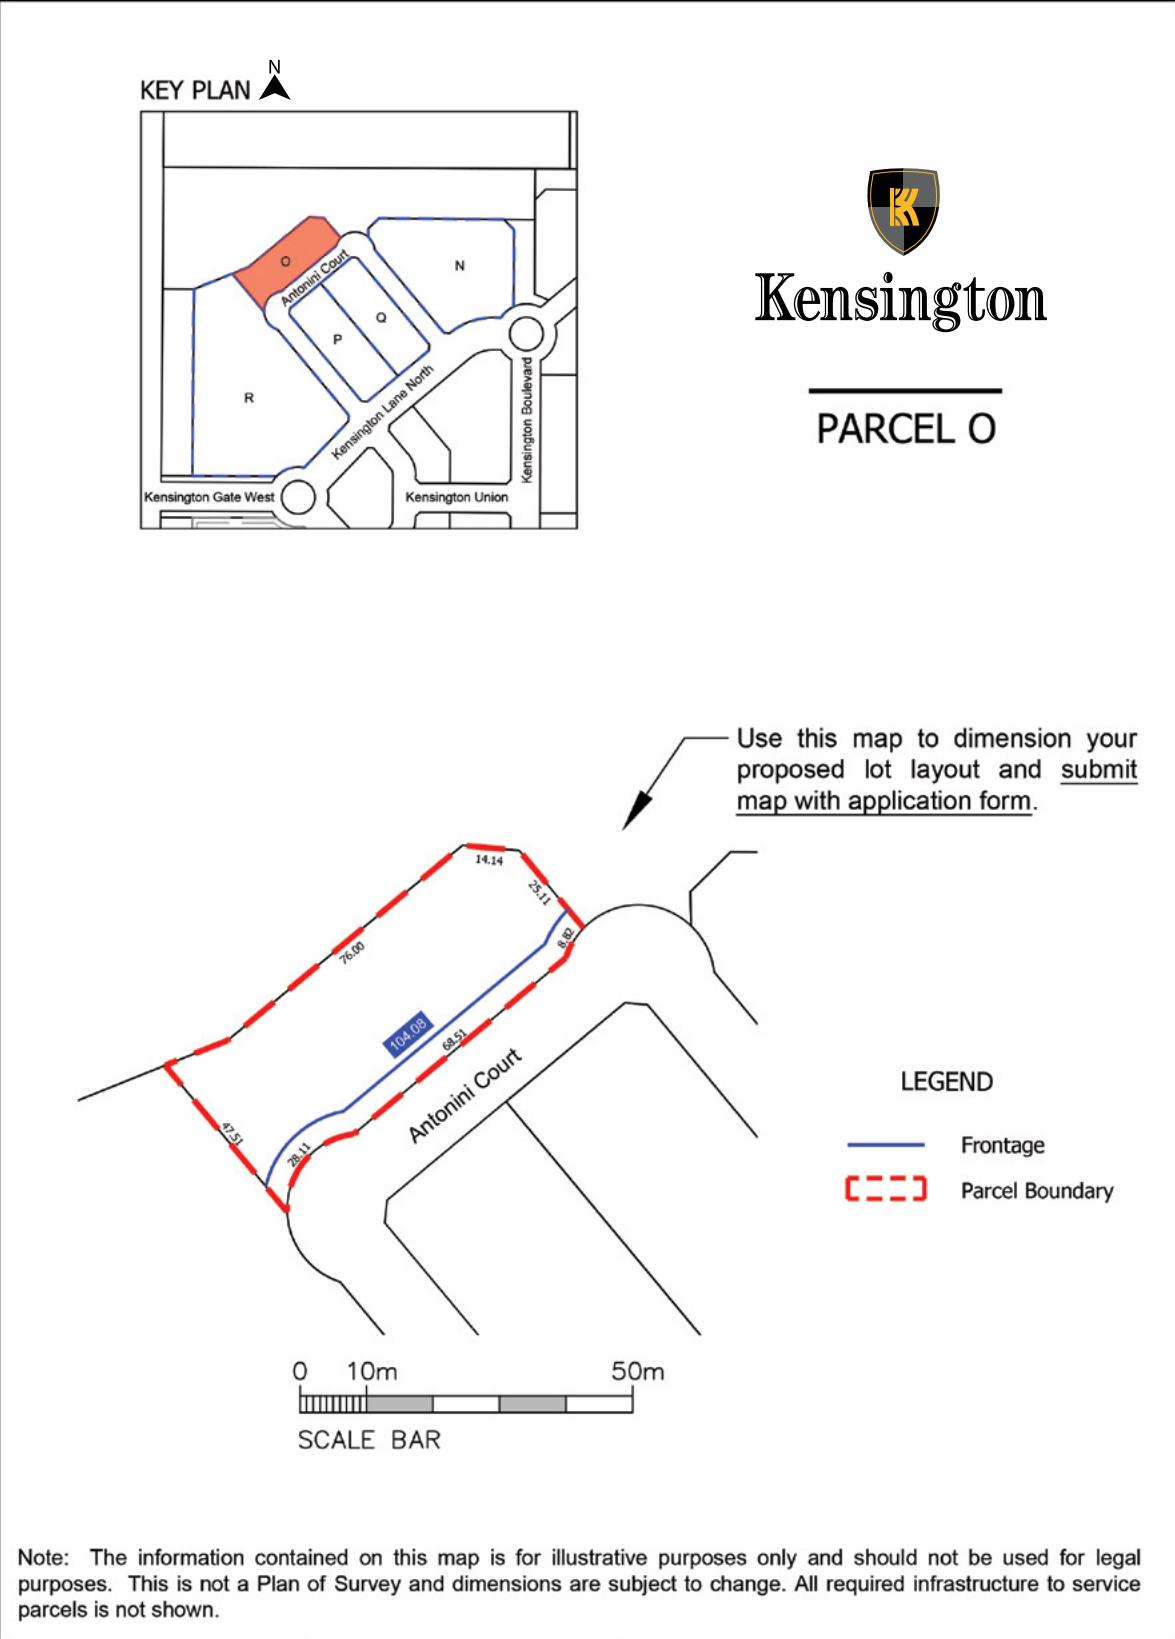 N
KEY PLAN
O
Antonini Court
N
Q
P
R
Kensington Lane North
Kensington Boulevard
Kensington Gate West
Kensington Union
K
Kensington
PARCEL O
Use this map to dimension your
proposed lot layout and submit
map with application form.
14.14
25.11
8.82
76.00
104.08
68.51
47.51
28.11
Antonini Court
LEGEND
Frontage
Parcel Boundary
0 10m 50m
SCALE BAR
Note: The information contained on this map is for illustrative purposes only and should not be used for legal
purposes. This is not a Plan of Survey and dimensions are subject to change. All required infrastructure to service
parcels is not shown.